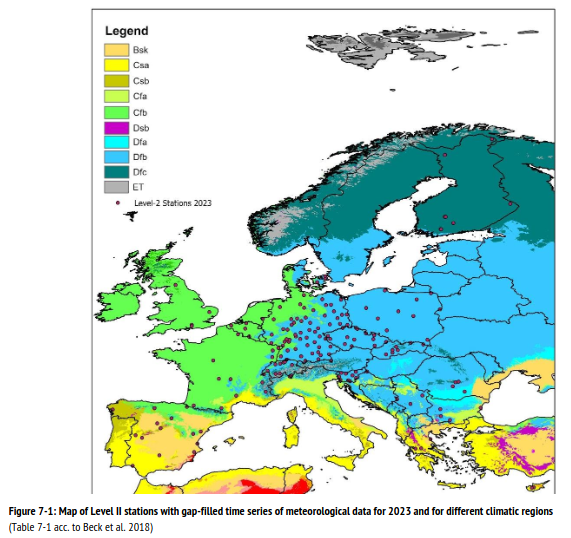 Legend
Bsk
Csa
Csb
Cfa
Cfb
Dsb
Dfa
Dfb
Dfc
ET
Level-2 Stations 2023
Figure 7-1: Map of Level II stations with gap-filled time series of meteorological data for 2023 and for different climatic regions
(Table 7-1 acc. to Beck et al. 2018)